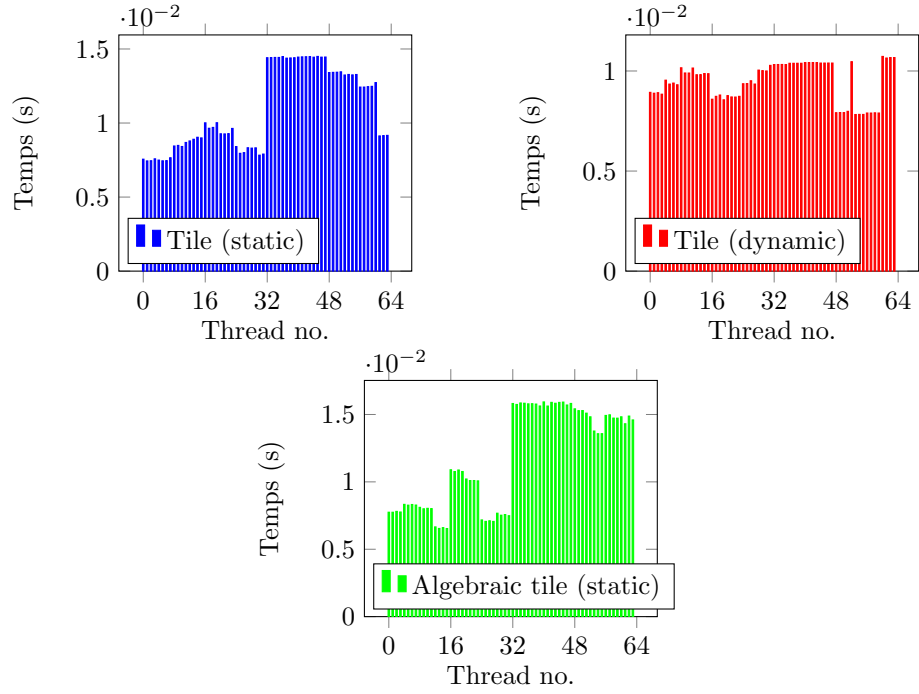 ·10−2
1.5
1
0.5
0
Temps (s)
Tile (static)
0 16 32 48 64
Thread no.
·10−2
1
0.5
0
Temps (s)
Tile (dynamic)
0 16 32 48 64
Thread no.
·10−2
1.5
1
0.5
0
Temps (s)
Algebraic tile (static)
0 16 32 48 64
Thread no.